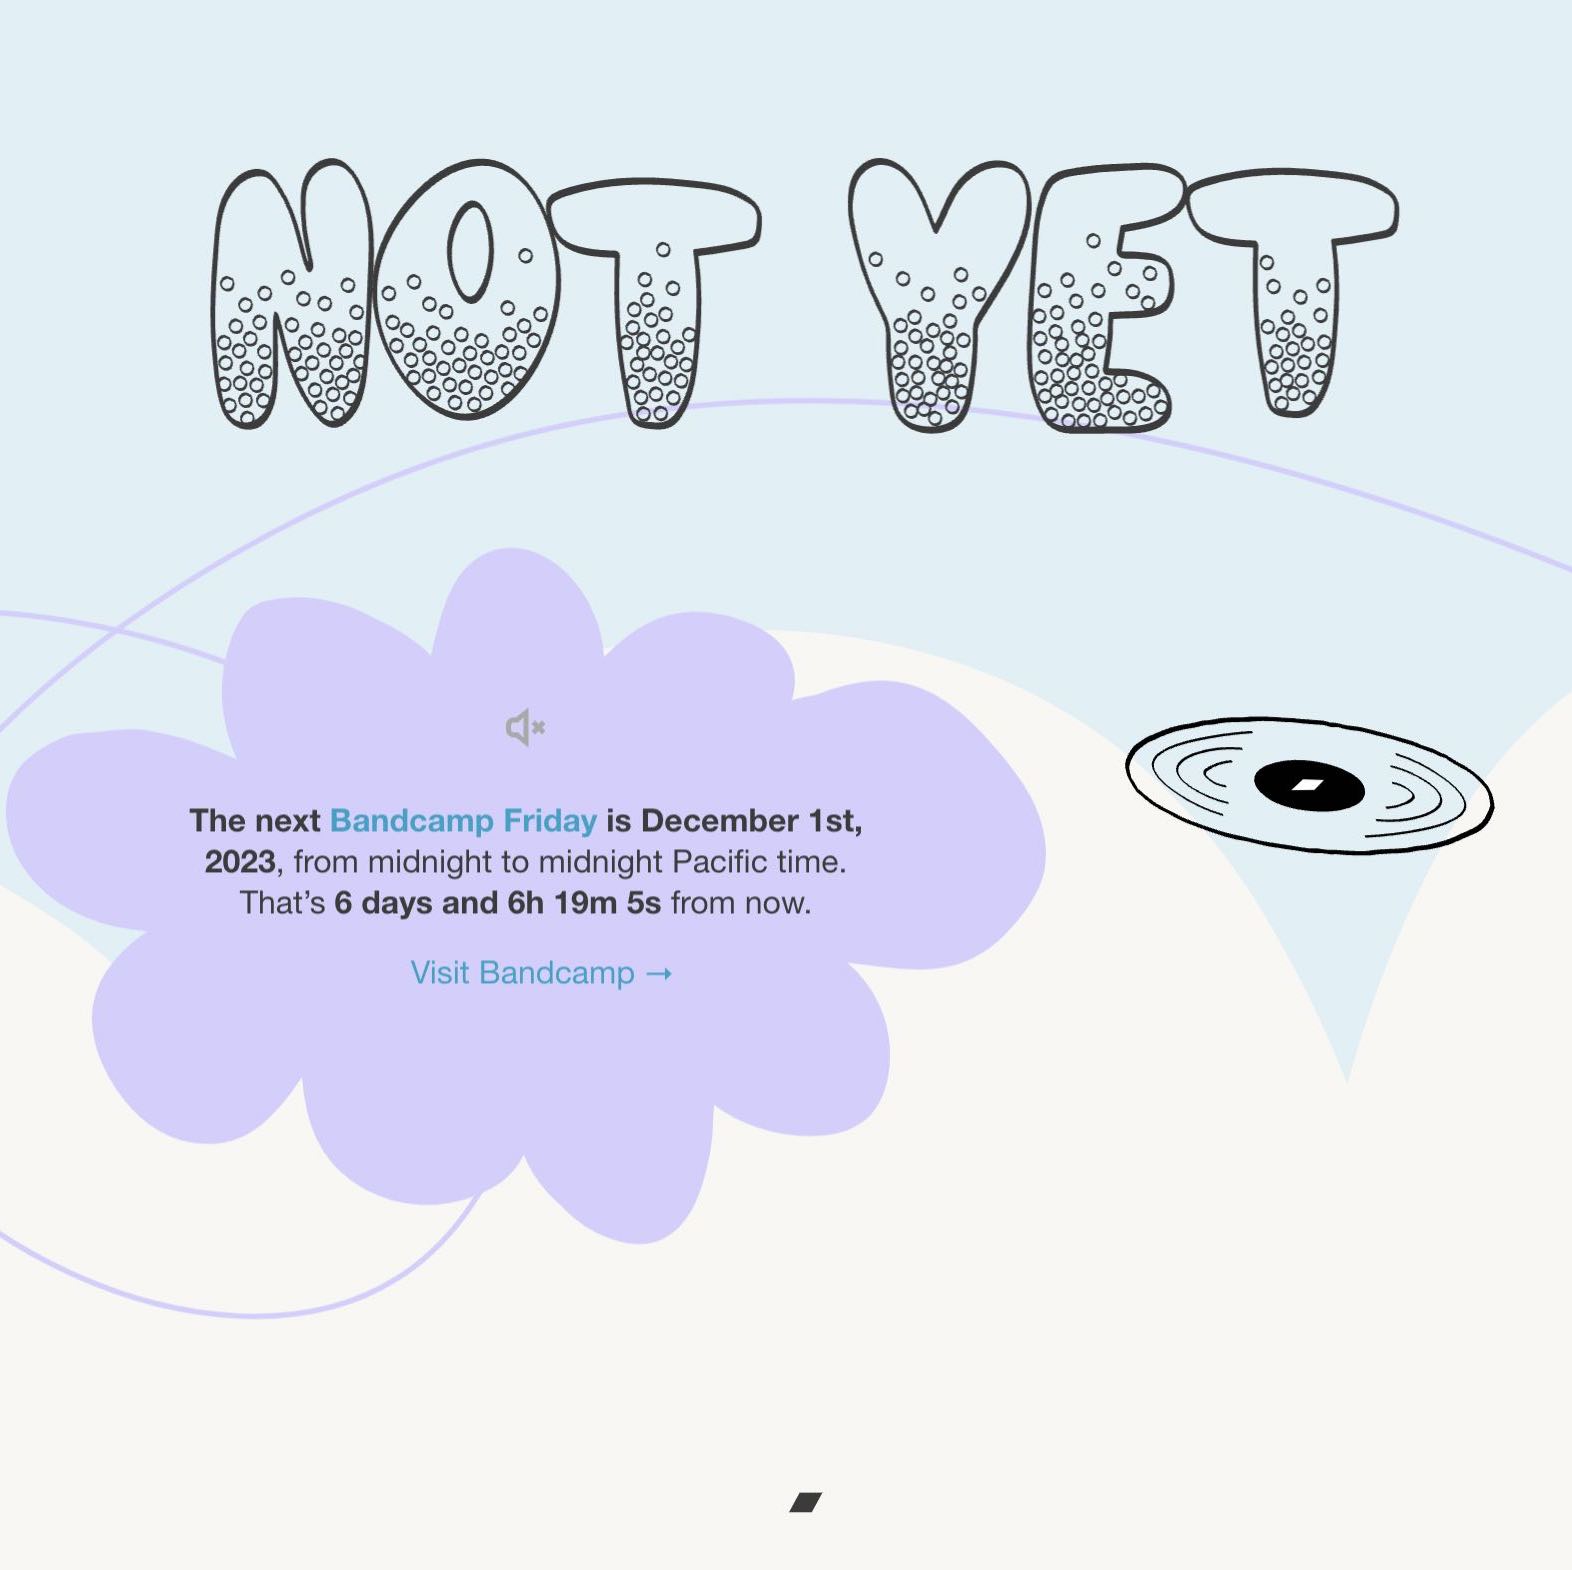 NOT YET
The next Bandcamp Friday is December 1st,
2023, from midnight to midnight Pacific time.
That’s 6 days and 6h 19m 5s from now.
Visit Bandcamp →